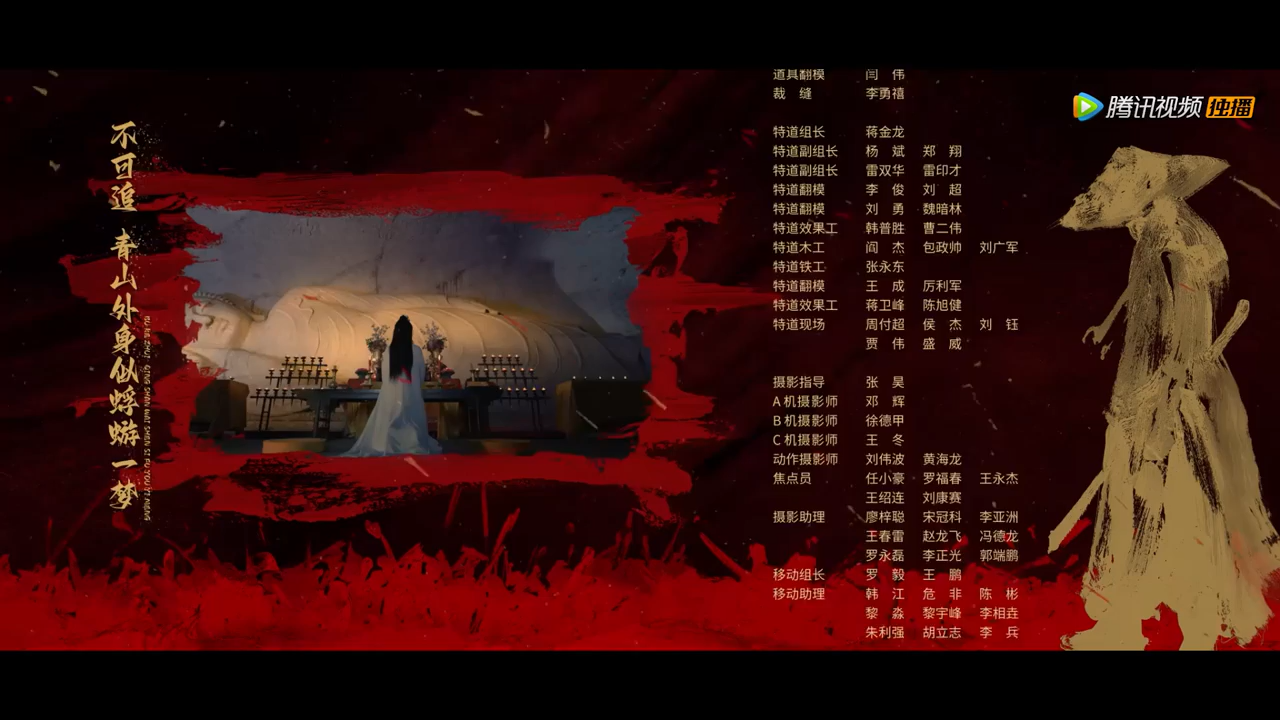 腾讯视频 独播
不可追 青山外身似蜉蝣一梦
BU KE ZHUI QING SHAN WAI SHEN SI FU YOU YI MENG
道具翻模 闫 伟
裁 缝 李勇禧
特道组长 蒋金龙
特道副组长 杨 斌 郑 翔
特道副组长 雷双华 雷印才
特道翻模 李 俊 刘 超
特道翻模 刘 勇 魏暗林
特道效果工 韩普胜 曹二伟
特道木工 阎 杰 包政帅 刘广军
特道铁工 张永东
特道翻模 王 成 厉利军
特道效果工 蒋卫峰 陈旭健
特道现场 周付超 侯 杰 刘 钰
贾 伟 盛 威
摄影指导 张 昊
A 机摄影师 邓 辉
B 机摄影师 徐德甲
C 机摄影师 王 冬
动作摄影师 刘伟波 黄海龙
焦点员 任小豪 罗福春 王永杰
王绍连 刘康赛
摄影助理 廖梓聪 宋冠科 李亚洲
王春雷 赵龙飞 冯德龙
罗永磊 李正光 郭端鹏
移动组长 罗 毅 王 鹏
移动助理 韩 江 危 非 陈 彬
黎 淼 黎宇峰 李相垚
朱利强 胡立志 李 兵